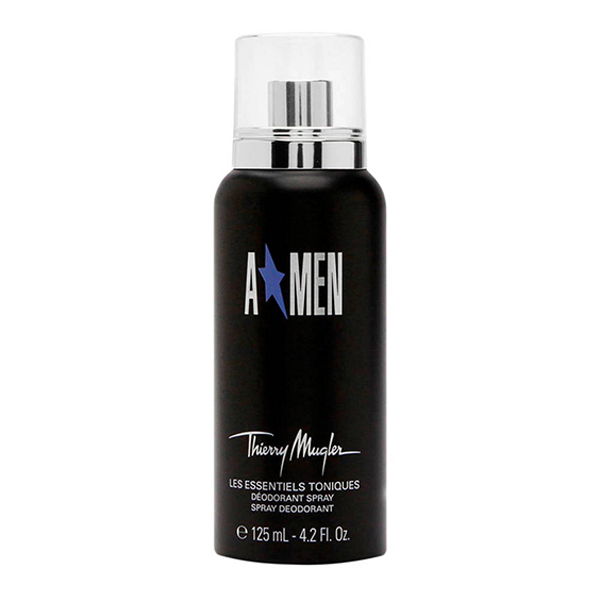 A★MEN
Thierry Mugler
LES ESSENTIELS TONIQUES
DÉODORANT SPRAY
SPRAY DEODORANT
℮ 125 mL - 4.2 Fl. Oz.